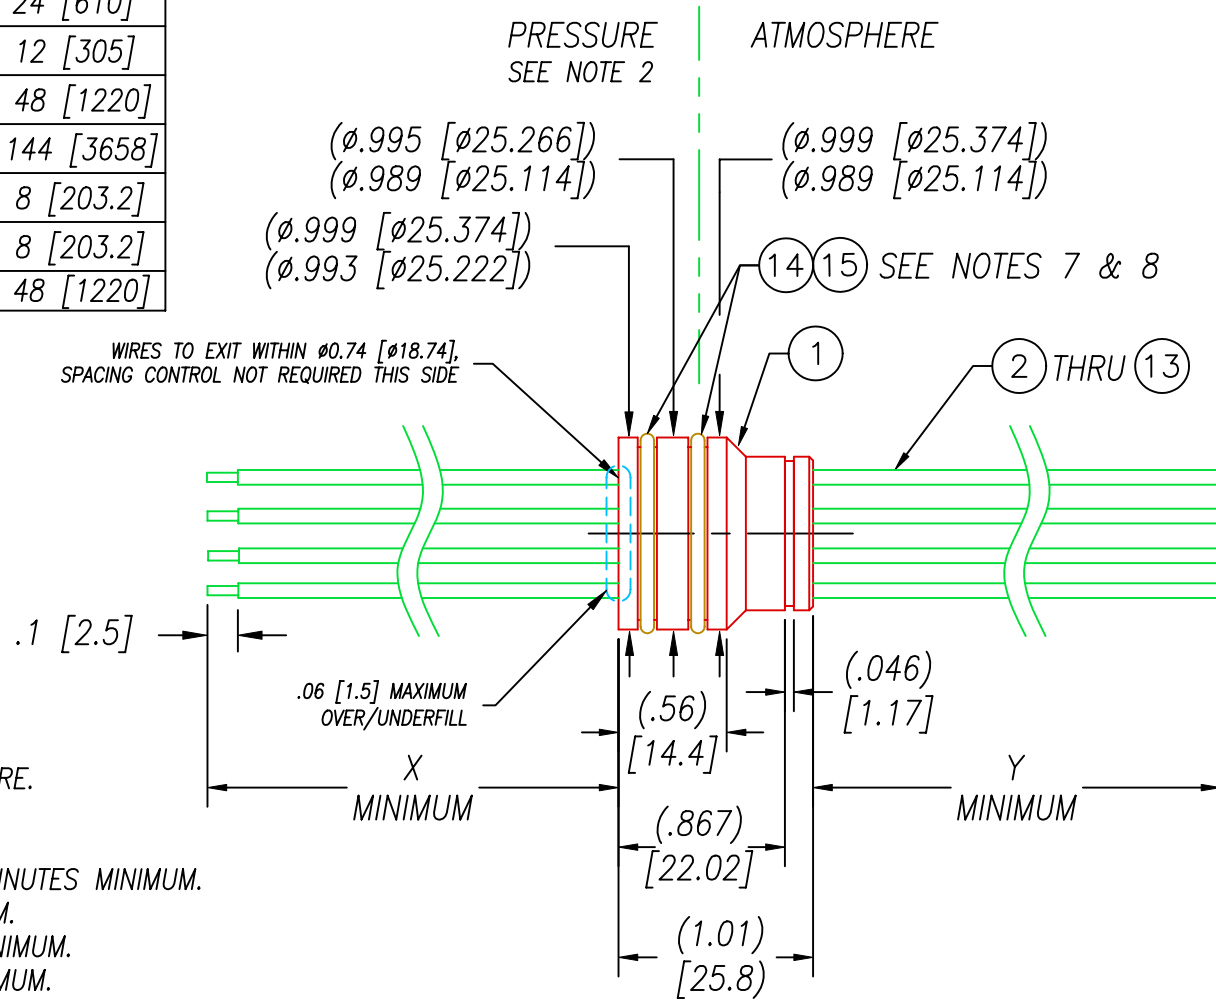 24 [610]
12 [305]
48 [1220]
144 [3658]
8 [203.2]
8 [203.2]
48 [1220]
PRESSURE
SEE NOTE 2
ATMOSPHERE
(ø.995 [ø25.266])
(ø.989 [ø25.114])
(ø.999 [ø25.374])
(ø.989 [ø25.114])
(ø.999 [ø25.374])
(ø.993 [ø25.222])
14 15 SEE NOTES 7 & 8
WIRES TO EXIT WITHIN ø0.74 [ø18.74],
SPACING CONTROL NOT REQUIRED THIS SIDE
1
2 THRU 13
.1 [2.5]
.06 [1.5] MAXIMUM
OVER/UNDERFILL
(.56)
[14.4]
(.046)
[1.17]
X
MINIMUM
Y
MINIMUM
(.867)
[22.02]
(1.01)
[25.8)
RE.
NUTES MINIMUM.
M.
NIMUM.
MUM.